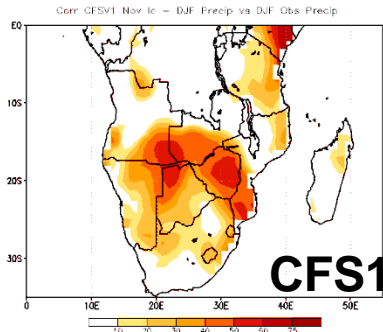 Corr CFSV1 Nov Ic - DJF Precip vs DJF Obs Precip
EQ
10S
20S
30S
CFS1
0 10E 20E 30E 40E 50E
10 20 30 40 50 60 75